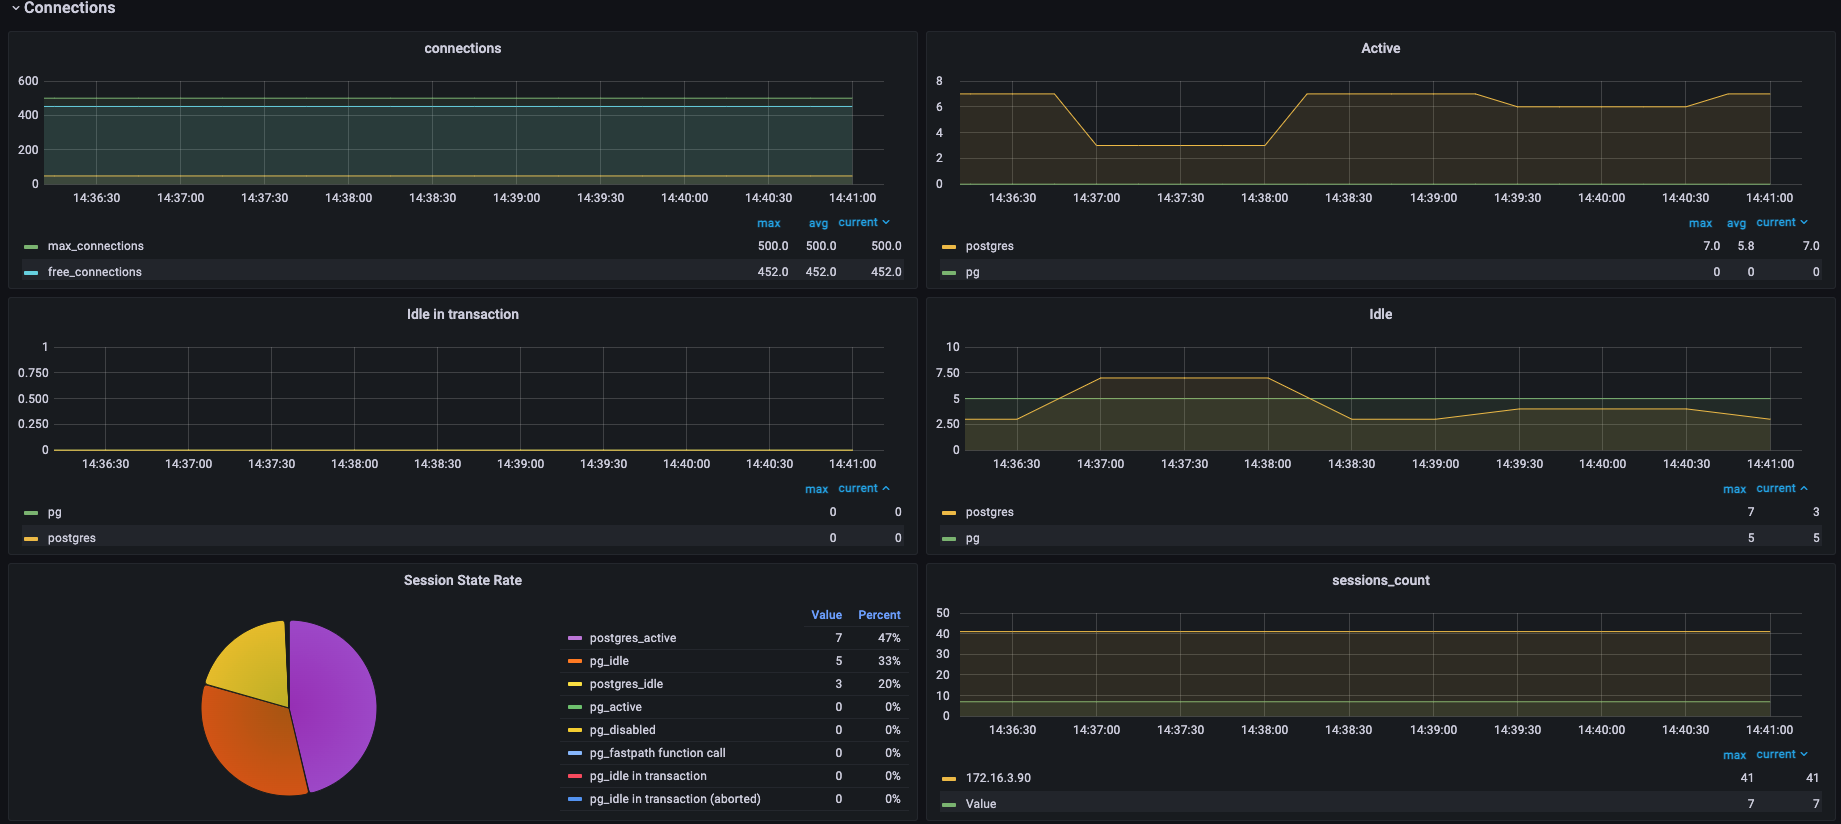 Connections
connections
600
400
200
0
14:36:30 14:37:00 14:37:30 14:38:00 14:38:30 14:39:00 14:39:30 14:40:00 14:40:30 14:41:00
max avg current
max_connections 500.0 500.0 500.0
free_connections 452.0 452.0 452.0
Active
8
6
4
2
0
14:36:30 14:37:00 14:37:30 14:38:00 14:38:30 14:39:00 14:39:30 14:40:00 14:40:30 14:41:00
max avg current
postgres 7.0 5.8 7.0
pg 0 0 0
Idle in transaction
1
0.750
0.500
0.250
0
14:36:30 14:37:00 14:37:30 14:38:00 14:38:30 14:39:00 14:39:30 14:40:00 14:40:30 14:41:00
max current
pg 0 0
postgres 0 0
Idle
10
7.50
5
2.50
0
14:36:30 14:37:00 14:37:30 14:38:00 14:38:30 14:39:00 14:39:30 14:40:00 14:40:30 14:41:00
max current
postgres 7 3
pg 5 5
Session State Rate
Value Percent
postgres_active 7 47%
pg_idle 5 33%
postgres_idle 3 20%
pg_active 0 0%
pg_disabled 0 0%
pg_fastpath function call 0 0%
pg_idle in transaction 0 0%
pg_idle in transaction (aborted) 0 0%
sessions_count
50
40
30
20
10
0
14:36:30 14:37:00 14:37:30 14:38:00 14:38:30 14:39:00 14:39:30 14:40:00 14:40:30 14:41:00
max current
172.16.3.90 41 41
Value 7 7